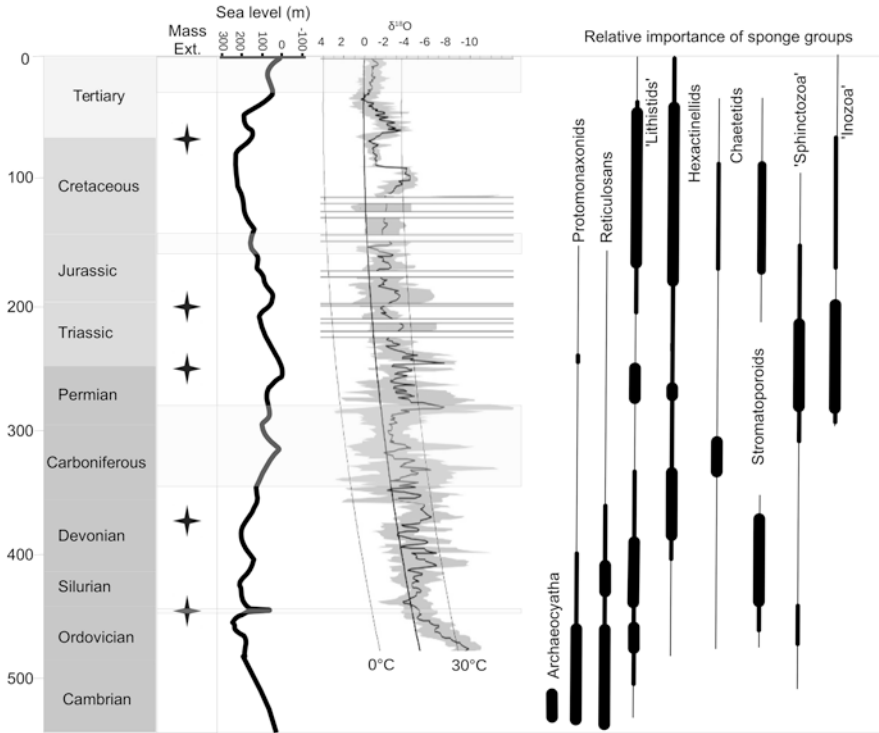 Sea level (m)
Mass
Ext.
300
200
100
0
-100
δ¹⁸O
4 2 0 -2 -4 -6 -8 -10
Relative importance of sponge groups
0
100
200
300
400
500
Tertiary
Cretaceous
Jurassic
Triassic
Permian
Carboniferous
Devonian
Silurian
Ordovician
Cambrian
0°C
30°C
Archaeocyatha
Protomonaxonids
Reticulosans
'Lithistids'
Hexactinellids
Chaetetids
Stromatoporoids
'Sphinctozoa'
'Inozoa'